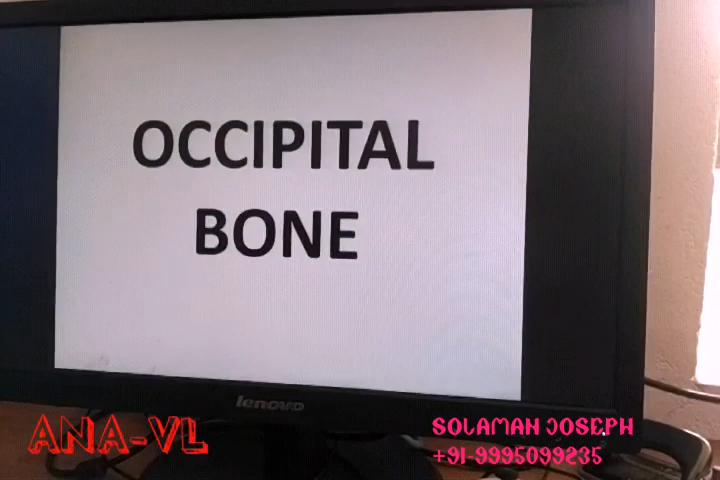 OCCIPITAL
BONE
lenovo
ANA-VL
SOLAMAN JOSEPH
+91-9995099235